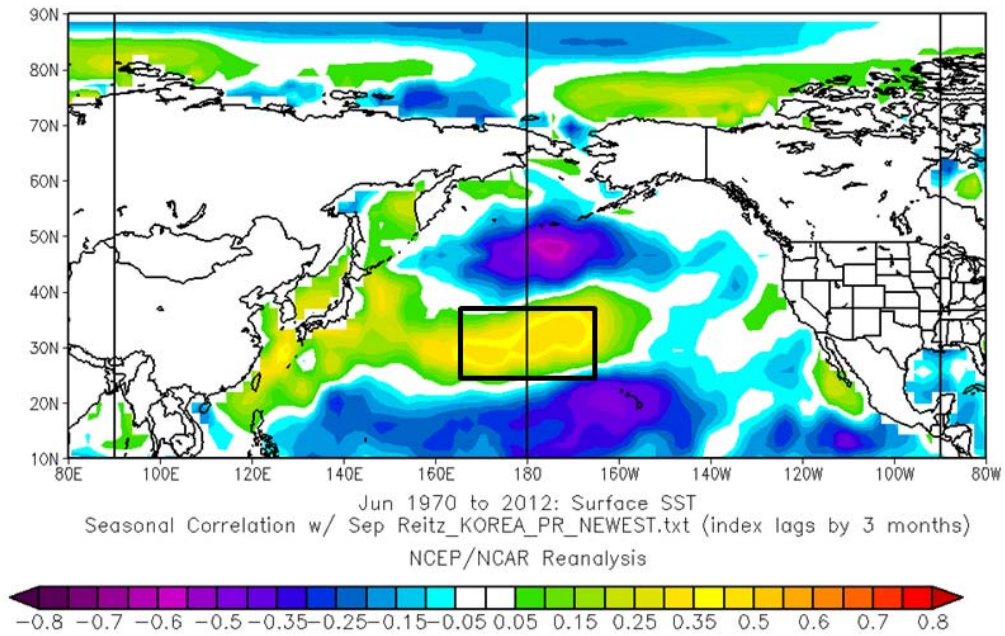 90N
80N
70N
60N
50N
40N
30N
20N
10N
80E 100E 120E 140E 160E 180 160W 140W 120W 100W 80W
Jun 1970 to 2012: Surface SST
Seasonal Correlation w/ Sep Reitz_KOREA_PR_NEWEST.txt (index lags by 3 months)
NCEP/NCAR Reanalysis
-0.8 -0.7 -0.6 -0.5 -0.35 -0.25 -0.15 -0.05 0.05 0.15 0.25 0.35 0.5 0.6 0.7 0.8